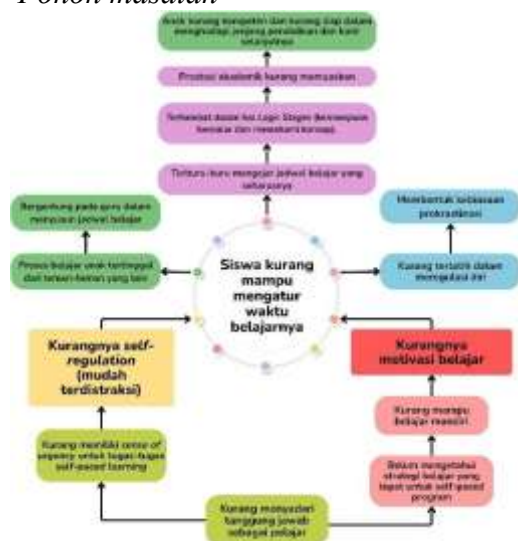 Pohon masalah
Anak kurang kompeten dan kurang siap dalam
menghadapi jenjang pendidikan dan karir
selanjutnya
Prestasi akademik kurang memuaskan
Terhambat dalam Logic Stages (kemampuan
bernalar dan memahami konsep)
Terburu-buru mengejar jadwal belajar yang
seharusnya
Bergantung pada guru dalam
menyusun jadwal belajar
Proses belajar anak tertinggal
dari teman-teman yang lain
Membentuk kebiasaan
prokrastinasi
Kurang terlatih dalam
meregulasi diri
Siswa kurang
mampu
mengatur
waktu
belajarnya
Kurangnya self-
regulation
(mudah
terdistraksi)
Kurangnya
motivasi belajar
Kurang memiliki sense of
urgency untuk tugas-tugas
self-paced learning
Kurang mampu
belajar mandiri
Belum mengetahui
strategi belajar yang
tepat untuk self-paced
program
Kurang menyadari
tanggung jawab
sebagai pelajar